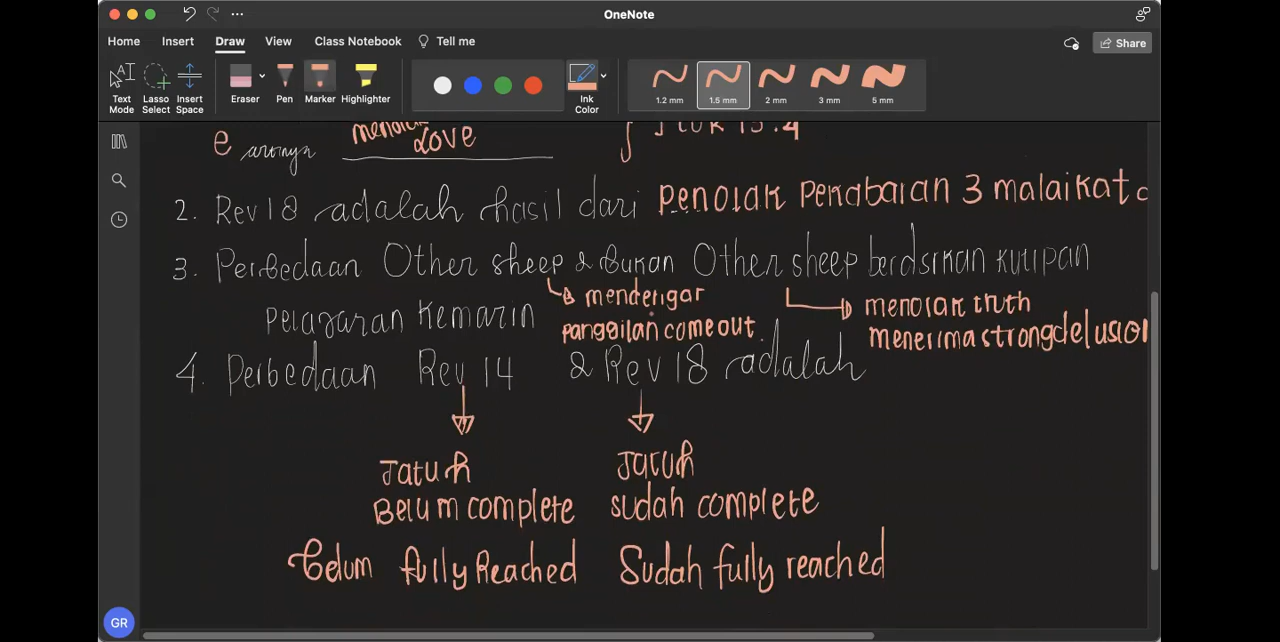 OneNote
Home Insert Draw View Class Notebook Tell me
Share
Text Mode
Lasso Select
Insert Space
Eraser
Pen
Marker
Highlighter
Ink Color
1.2 mm
1.5 mm
2 mm
3 mm
5 mm
menolak
e artinya Love
2. Rev 18 adalah hasil dari penolak pekabaran 3 malaikat
3. Perbedaan Other sheep & Bukan Other sheep berdsrkan kutipan
mendengar menolak truth
Pelajaran Kemarin panggilan come out. menerima strong delusion
4. Perbedaan Rev 14 & Rev 18 adalah
Jatuh Jatuh
Belum complete sudah complete
Belum fully Reached Sudah fully reached
GR